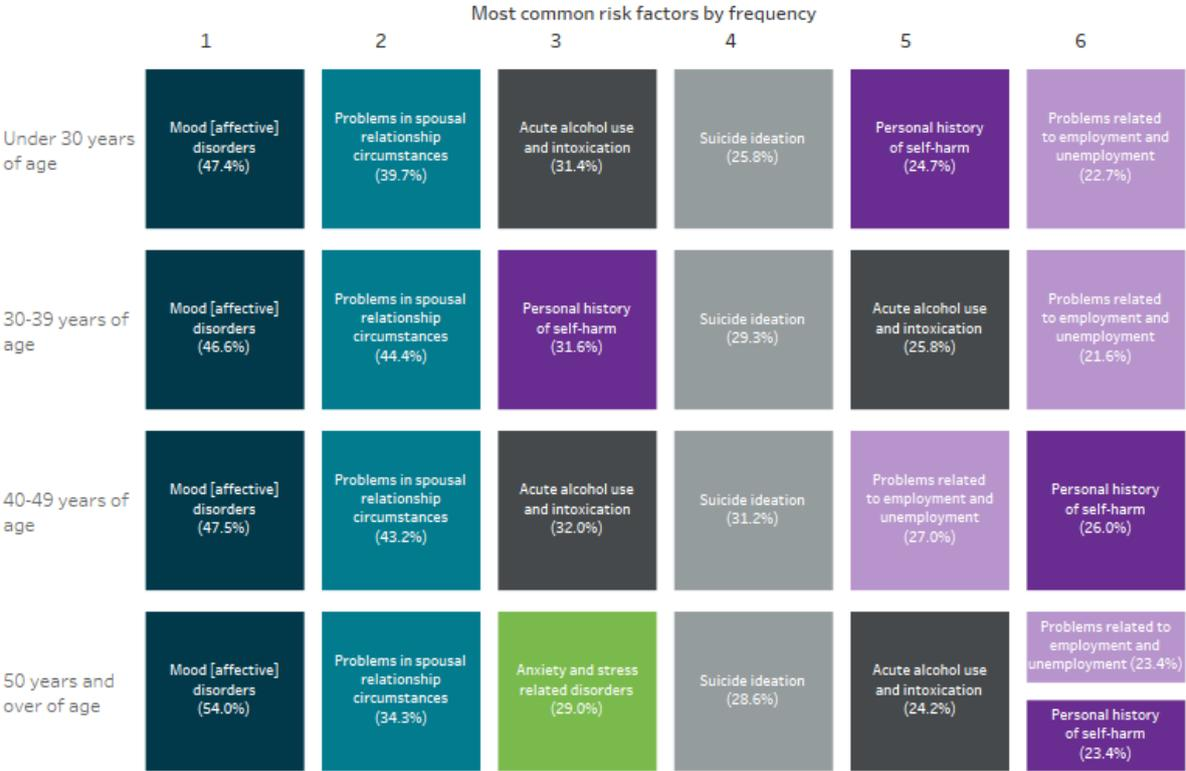 Most common risk factors by frequency
1 2 3 4 5 6
Under 30 years
of age
Mood [affective]
disorders
(47.4%)
Problems in spousal
relationship
circumstances
(39.7%)
Acute alcohol use
and intoxication
(31.4%)
Suicide ideation
(25.8%)
Personal history
of self-harm
(24.7%)
Problems related
to employment and
unemployment
(22.7%)
30-39 years of
age
Mood [affective]
disorders
(46.6%)
Problems in spousal
relationship
circumstances
(44.4%)
Personal history
of self-harm
(31.6%)
Suicide ideation
(29.3%)
Acute alcohol use
and intoxication
(25.8%)
Problems related
to employment and
unemployment
(21.6%)
40-49 years of
age
Mood [affective]
disorders
(47.5%)
Problems in spousal
relationship
circumstances
(43.2%)
Acute alcohol use
and intoxication
(32.0%)
Suicide ideation
(31.2%)
Problems related
to employment and
unemployment
(27.0%)
Personal history
of self-harm
(26.0%)
50 years and
over of age
Mood [affective]
disorders
(54.0%)
Problems in spousal
relationship
circumstances
(34.3%)
Anxiety and stress
related disorders
(29.0%)
Suicide ideation
(28.6%)
Acute alcohol use
and intoxication
(24.2%)
Problems related to
employment and
unemployment (23.4%)
Personal history
of self-harm
(23.4%)